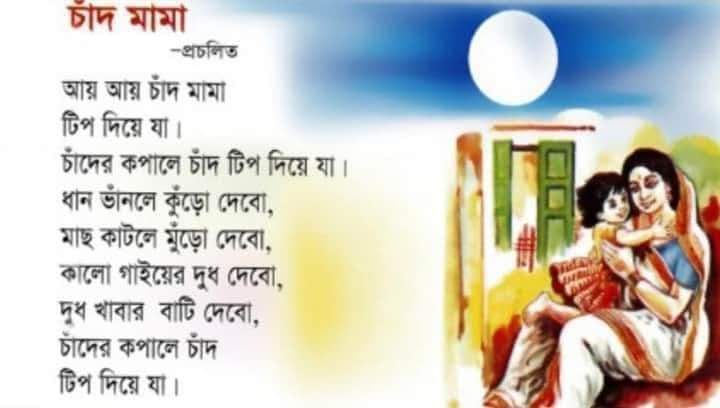 চাঁদ মামা
-প্রচলিত
আয় আয় চাঁদ মামা
টিপ দিয়ে যা।
চাঁদের কপালে চাঁদ টিপ দিয়ে যা।
ধান ভাঁনলে কুঁড়ো দেবো,
মাছ কাটলে মুঁড়ো দেবো,
কালো গাইয়ের দুধ দেবো,
দুধ খাবার বাটি দেবো,
চাঁদের কপালে চাঁদ
টিপ দিয়ে যা।